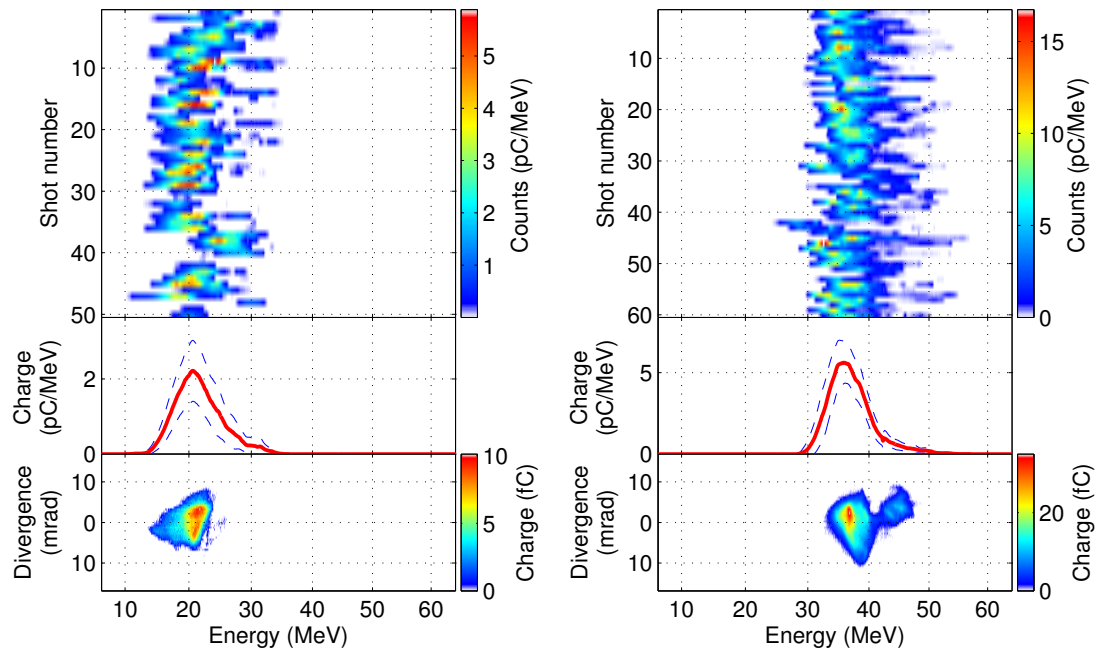 Shot number
10
20
30
40
50
1
2
3
4
5
Counts (pC/MeV)
Charge
(pC/MeV)
0
2
Divergence
(mrad)
10
0
10
0
5
10
Charge (fC)
10 20 30 40 50 60
Energy (MeV)
Shot number
10
20
30
40
50
60
0
5
10
15
Counts (pC/MeV)
Charge
(pC/MeV)
0
5
Divergence
(mrad)
10
0
10
0
20
Charge (fC)
10 20 30 40 50 60
Energy (MeV)